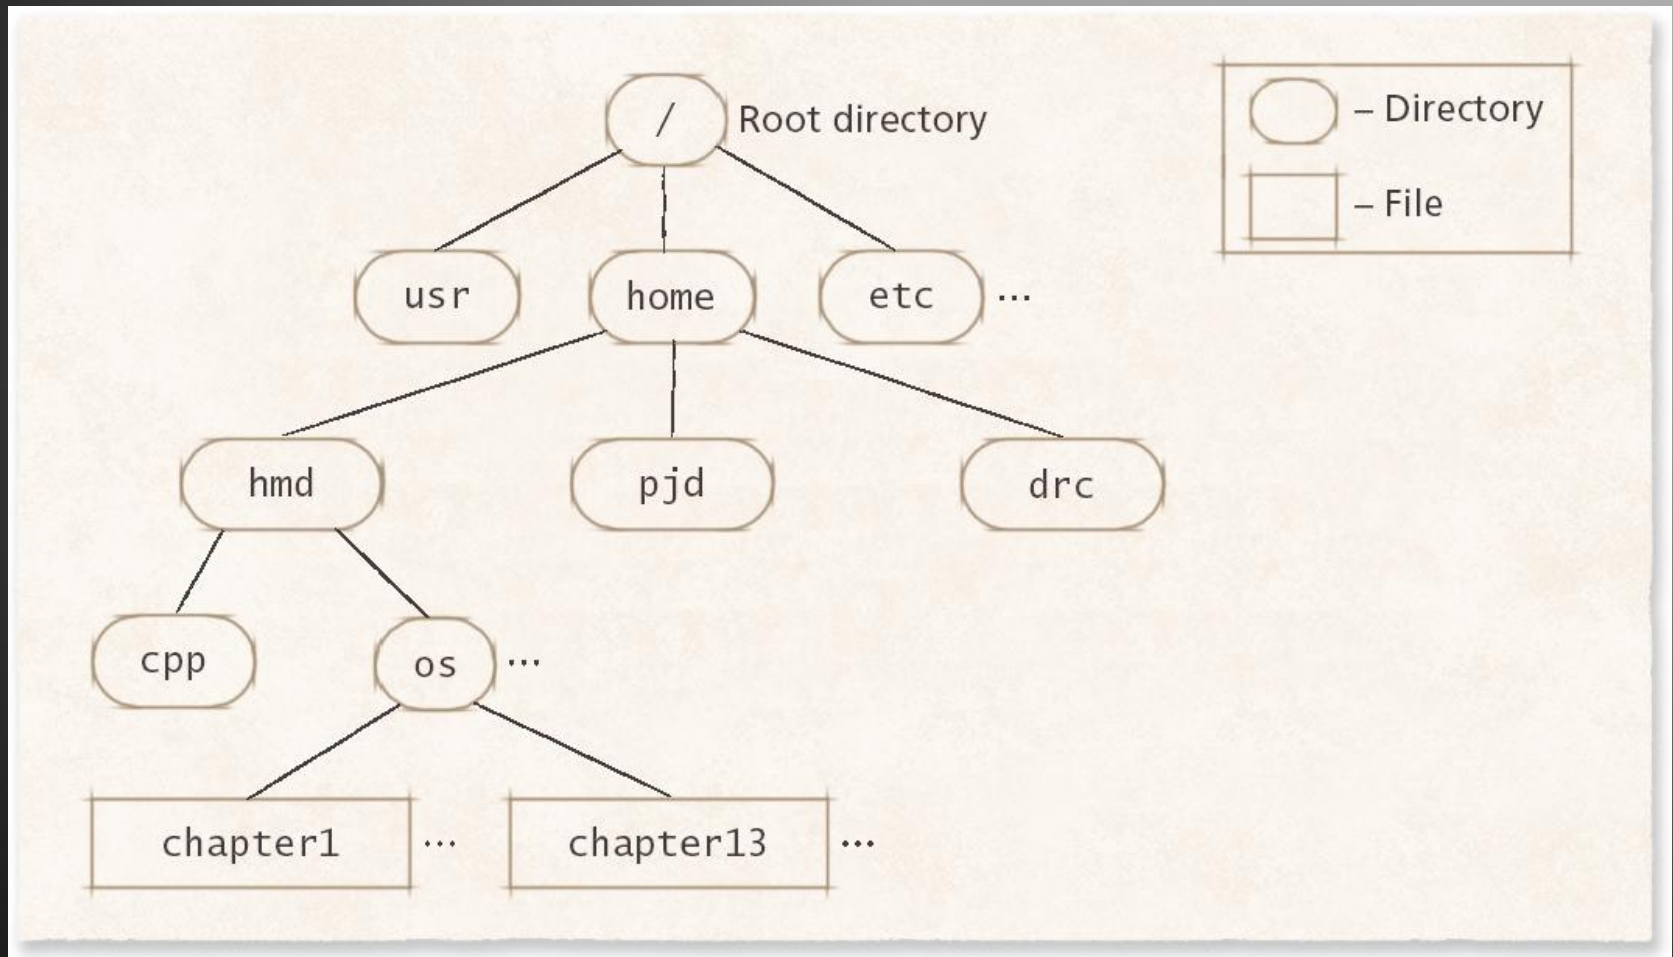 / Root directory
– Directory
– File
usr home etc ...
hmd pjd drc
cpp os ...
chapter1 ... chapter13 ...